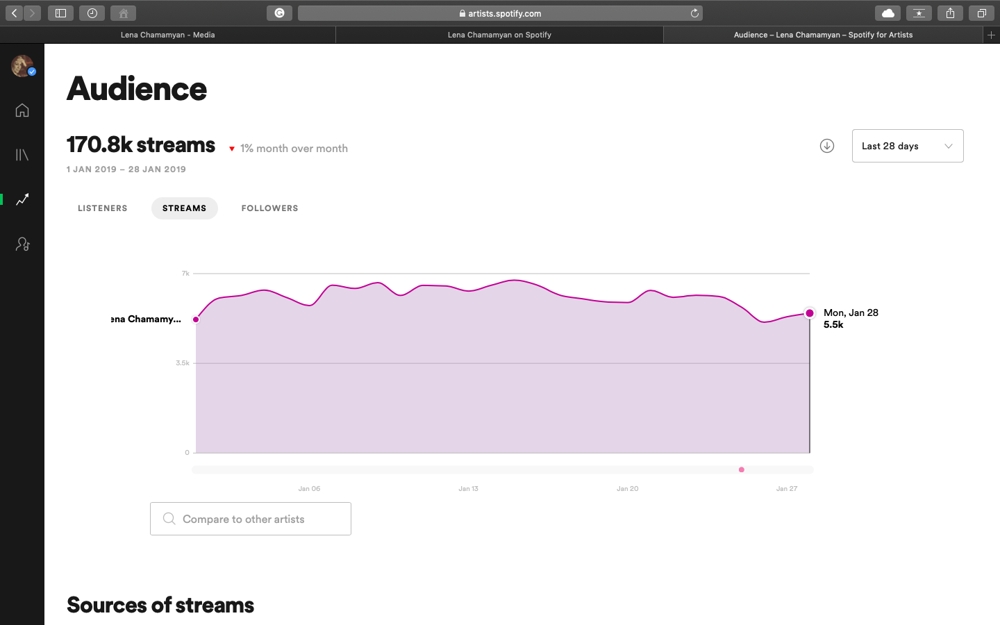 artists.spotify.com
Lena Chamamyan - Media
Lena Chamamyan on Spotify
Audience – Lena Chamamyan – Spotify for Artists
Audience
170.8k streams
1% month over month
Last 28 days
1 JAN 2019 – 28 JAN 2019
LISTENERS
STREAMS
FOLLOWERS
7k
ena Chamamy...
Mon, Jan 28
5.5k
3.5k
0
Jan 06
Jan 13
Jan 20
Jan 27
Compare to other artists
Sources of streams